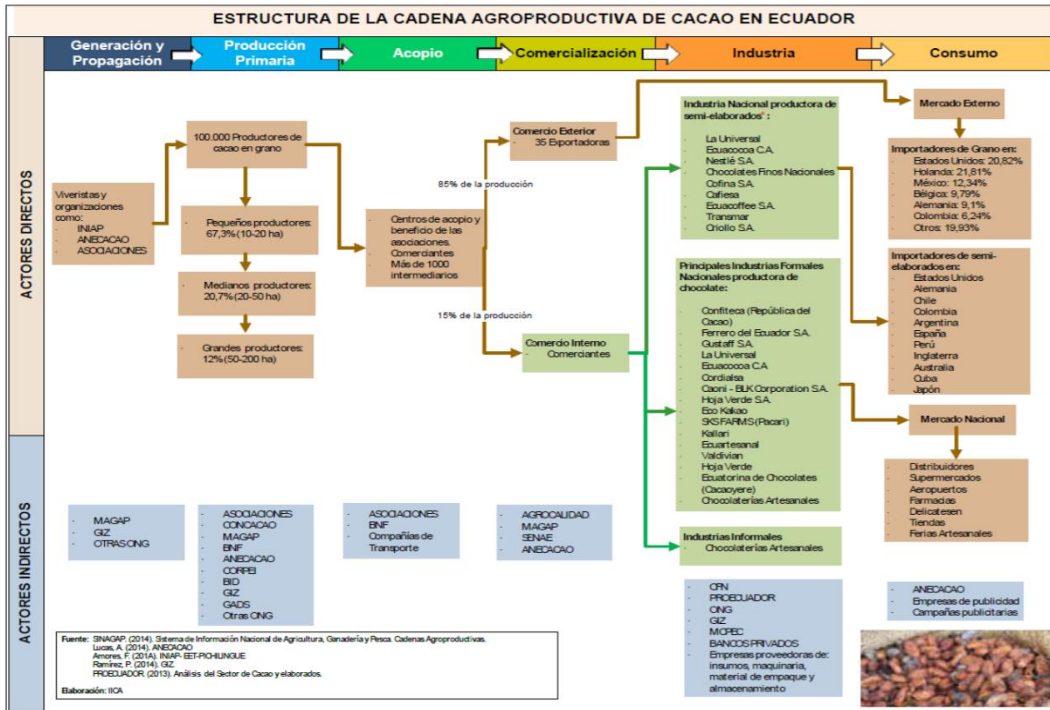 ESTRUCTURA DE LA CADENA AGROPRODUCTIVA DE CACAO EN ECUADOR
Generación y
Propagación
Producción
Primaria
Acopio
Comercialización
Industria
Consumo
ACTORES DIRECTOS
Viveristas y
organizaciones
como:
- INIAP
- ANECACAO
- ASOCIACIONES
- 100.000 Productores de
cacao en grano
- Pequeños productores:
67,3% (10-20 ha)
- Medianos productores:
20,7% (20-50 ha)
- Grandes productores:
12% (50-200 ha)
- Centros de acopio y
beneficio de las
asociaciones.
- Comerciantes
- Más de 1000
intermediarios
85% de la producción
15% de la producción
Comercio Exterior
- 35 Exportadoras
Comercio Interno
- Comerciantes
Industria Nacional productora de
semi-elaborados* :
- La Universal
- Ecuacocoa C.A.
- Nestlé S.A.
- Chocolates Finos Nacionales
- Cofina S.A.
- Cafiesa
- Ecuacoffee S.A.
- Transmar
- Criollo S.A.
Principales Industrias Formales
Nacionales productora de
chocolate:
- Confiteca (República del
Cacao)
- Ferrero del Ecuador S.A.
- Gustaff S.A.
- La Universal
- Ecuacocoa C.A
- Cordialsa
- Caoni - BLK Corporation S.A.
- Hoja Verde S.A.
- Eco Kakao
- SKS FARMS (Pacari)
- Kallari
- Ecuartesanal
- Valdivian
- Hoja Verde
- Ecuatorina de Chocolates
(Cacaoyere)
- Chocolaterías Artesanales
Industrias Informales
- Chocolaterías Artesanales
Mercado Externo
Importadores de Grano en:
- Estados Unidos: 20,82%
- Holanda: 21,81%
- México: 12,34%
- Bélgica: 9,79%
- Alemania: 9,1%
- Colombia: 6,24%
- Otros: 19,93%
Importadores de semi-
elaborados en:
- Estados Unidos
- Alemania
- Chile
- Colombia
- Argentina
- España
- Perú
- Inglaterra
- Australia
- Cuba
- Japón
Mercado Nacional
- Distribuidores
- Supermercados
- Aeropuertos
- Farmacias
- Delicatesen
- Tiendas
- Ferias Artesanales
ACTORES INDIRECTOS
- MAGAP
- GIZ
- OTRAS ONG
- ASOCIACIONES
- CONCACAO
- MAGAP
- BNF
- ANECACAO
- CORPEI
- BID
- GIZ
- GADS
- Otras ONG
- ASOCIACIONES
- BNF
- Compañías de
Transporte
- AGROCALIDAD
- MAGAP
- SENAE
- ANECACAO
- CFN
- PROECUADOR
- ONG
- GIZ
- MCPEC
- BANCOS PRIVADOS
- Empresas proveedoras de:
insumos, maquinaria,
material de empaque y
almacenamiento
- ANECACAO
- Empresas de publicidad
- Campañas publicitarias
Fuente: SINAGAP. (2014). Sistema de Información Nacional de Agricultura, Ganadería y Pesca. Cadenas Agroproductivas.
Lucas, A. (2014). ANECACAO
Amores, F. (201A). INIAP- EET-PICHILINGUE
Ramírez, P. (2014). GIZ.
PROECUADOR. (2013). Análisis del Sector de Cacao y elaborados.
Elaboración: IICA